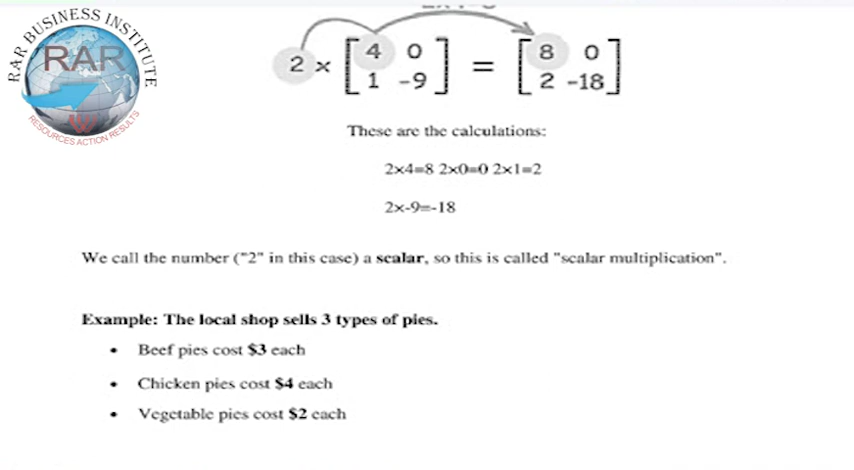 RAR BUSINESS INSTITUTE
RAR
RESOURCES ACTION RESULTS
2 × [ 4 0 ] = [ 8 0 ]
1 -9 2 -18
These are the calculations:
2×4=8 2×0=0 2×1=2
2×-9=-18
We call the number ("2" in this case) a scalar, so this is called "scalar multiplication".
Example: The local shop sells 3 types of pies.
• Beef pies cost $3 each
• Chicken pies cost $4 each
• Vegetable pies cost $2 each